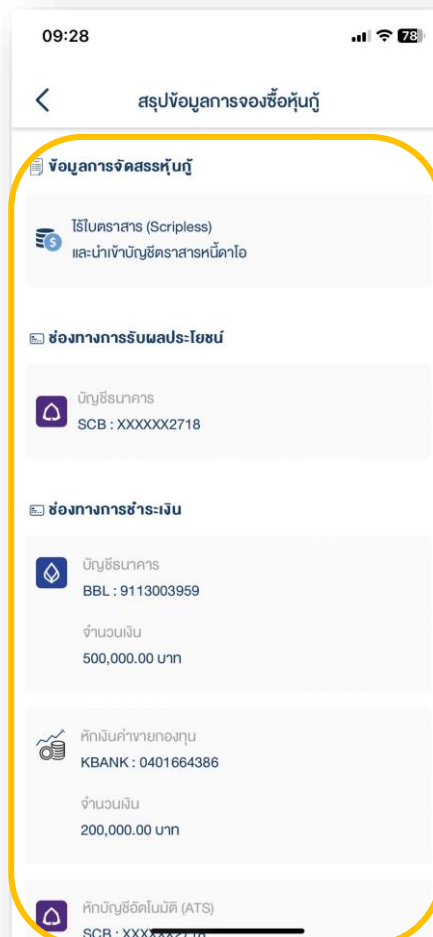 09:28
78
สรุปข้อมูลการจองซื้อหุ้นกู้
ข้อมูลการจัดสรรหุ้นกู้
ไร้ใบตราสาร (Scripless)
และนำเข้าบัญชีตราสารหนี้ดาโอ
ช่องทางการรับผลประโยชน์
บัญชีธนาคาร
SCB : XXXXXX2718
ช่องทางการชำระเงิน
บัญชีธนาคาร
BBL : 9113003959
จำนวนเงิน
500,000.00 บาท
หักเงินค่าขายกองทุน
KBANK : 0401664386
จำนวนเงิน
200,000.00 บาท
หักบัญชีอัตโนมัติ (ATS)
SCB : XXXXXX2718